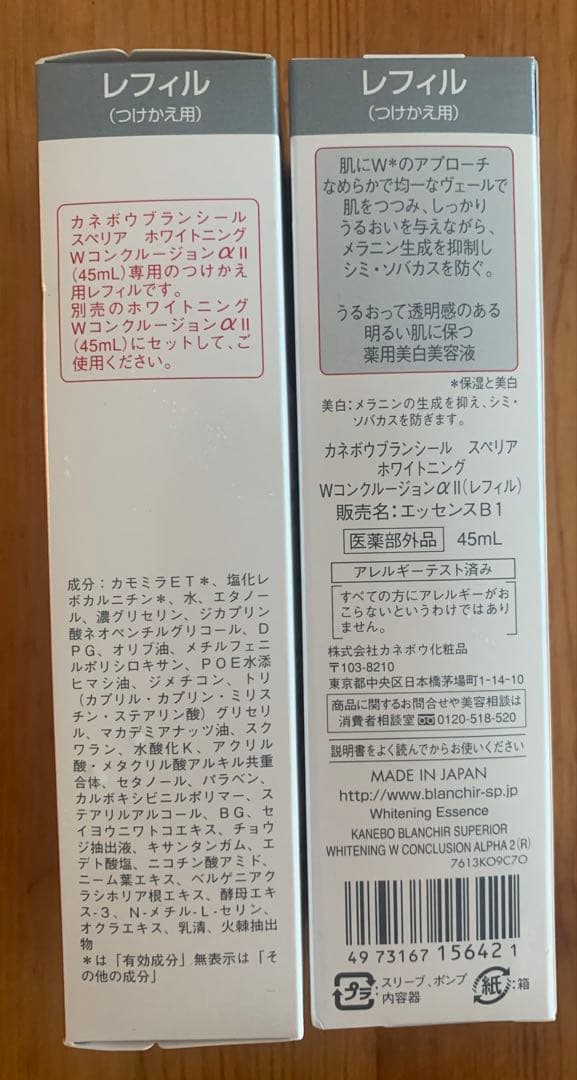 レフィル
(つけかえ用)
カネボウブランシール
スペリア ホワイトニング
WコンクルージョンαⅡ
(45mL)専用のつけかえ
用レフィルです。
別売のホワイトニング
WコンクルージョンαⅡ
(45mL)にセットして、ご
使用ください。
成分：カモミラET*、塩化レ
ボカルニチン*、水、エタノー
ル、濃グリセリン、ジカプリン
酸ネオペンチルグリコール、D
PG、オリブ油、メチルフェニ
ルポリシロキサン、POE水添
ヒマシ油、ジメチコン、トリ
(カプリル・カプリン・ミリス
チン・ステアリン酸)グリセリ
ル、マカデミアナッツ油、スク
ワラン、水酸化K、アクリル
酸・メタクリル酸アルキル共重
合体、セタノール、パラベン、
カルボキシビニルポリマー、ス
テアリルアルコール、BG、セ
イヨウニワトコエキス、チョウ
ジ抽出液、キサンタンガム、エ
デト酸塩、ニコチン酸アミド、
ニーム葉エキス、ベルゲニアク
ラシホリア根エキス、酵母エキ
ス-3、N-メチル-L-セリン、
オクラエキス、乳清、火棘抽出
物
*は「有効成分」無表示は「そ
の他の成分」
レフィル
(つけかえ用)
肌にW*のアプローチ
なめらかで均一なヴェールで
肌をつつみ、しっかり
うるおいを与えながら、
メラニン生成を抑制し
シミ・ソバカスを防ぐ。
うるおって透明感のある
明るい肌に保つ
薬用美白美容液
*保湿と美白
美白：メラニンの生成を抑え、シミ・
ソバカスを防ぎます。
カネボウブランシール スペリア
ホワイトニング
WコンクルージョンαⅡ(レフィル)
販売名：エッセンスB1
医薬部外品 45mL
アレルギーテスト済み
すべての方にアレルギーがお
こらないというわけではあり
ません。
株式会社カネボウ化粧品
〒103-8210
東京都中央区日本橋茅場町1-14-10
商品に関するお問合せや美容相談は
消費者相談室 0120-518-520
説明書をよく読んでからお使いください
MADE IN JAPAN
http://www.blanchir-sp.jp
Whitening Essence
KANEBO BLANCHIR SUPERIOR
WHITENING W CONCLUSION ALPHA 2(R)
7613KO9C7O
4 973167 156421
プラ スリーブ、ポンプ 紙 :箱
内容器